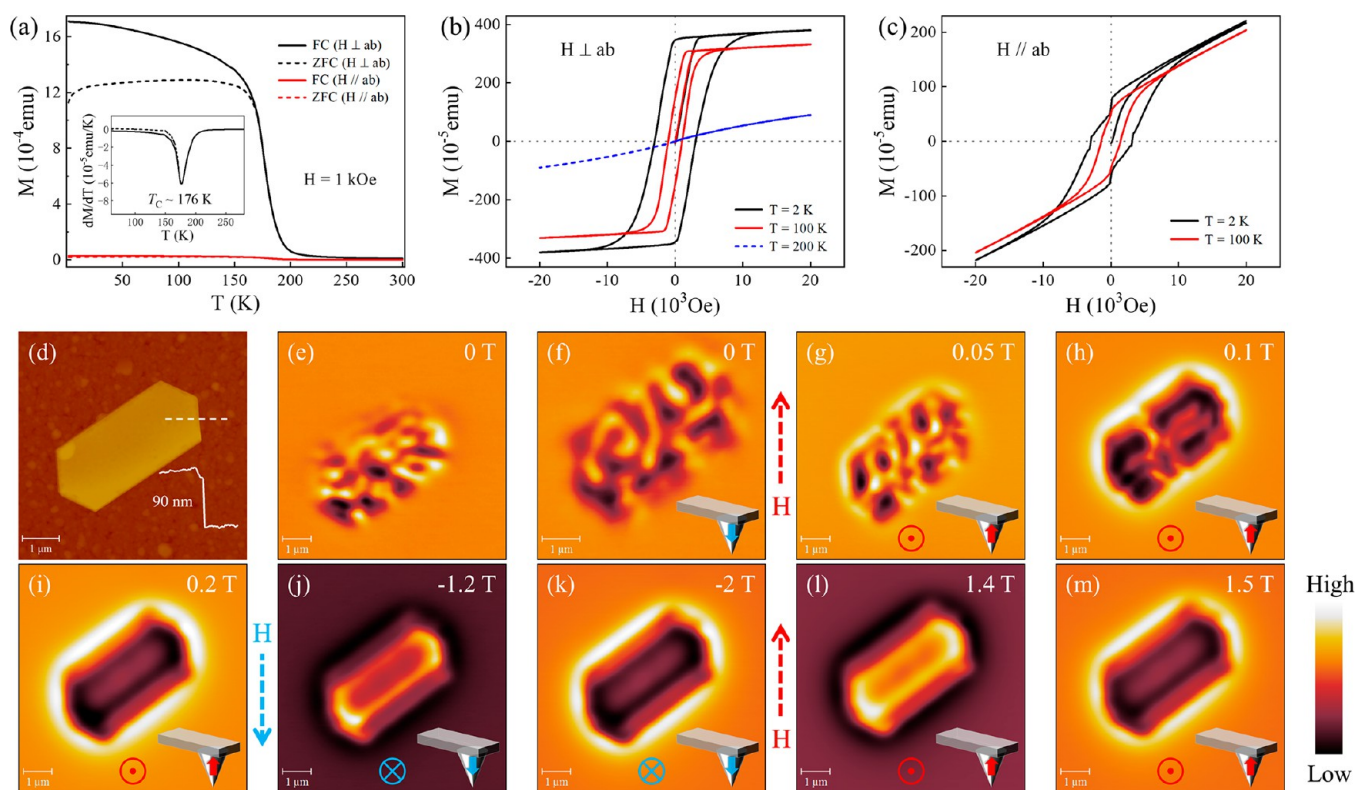 (a)
M (10⁻⁴emu)
16
12
8
4
0
FC (H ⊥ ab)
ZFC (H ⊥ ab)
FC (H // ab)
ZFC (H // ab)
dM/dT (10⁻⁵emu/K)
0
-2
-4
-6
T_C ~ 176 K
100 150 200 250
T (K)
H = 1 kOe
50 100 150 200 250 300
T (K)
(b)
H ⊥ ab
M (10⁻⁵emu)
400
200
0
-200
-400
T = 2 K
T = 100 K
T = 200 K
-20 -10 0 10 20
H (10³Oe)
(c)
H // ab
M (10⁻⁵emu)
200
100
0
-100
-200
T = 2 K
T = 100 K
-20 -10 0 10 20
H (10³Oe)
(d)
90 nm
1 μm
(e) 0 T
1 μm
(f) 0 T
1 μm
H
(g) 0.05 T
1 μm
(h) 0.1 T
1 μm
(i) 0.2 T
1 μm
H
(j) -1.2 T
1 μm
(k) -2 T
1 μm
H
(l) 1.4 T
1 μm
(m) 1.5 T
1 μm
High
Low